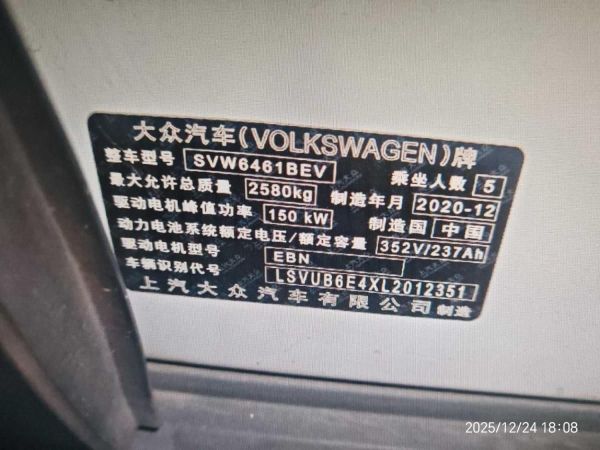 大众汽车(VOLKSWAGEN)牌
整车型号 SVW6461BEV 乘坐人数 5
最大允许总质量 2580kg 制造年月 2020-12
驱动电机峰值功率 150 kW 制造国 中国
动力电池系统额定电压/额定容量 352V/237Ah
驱动电机型号 EBN
车辆识别代号 LSVUB6E4XL2012351
上汽大众汽车有限公司 制造
2025/12/24 18:08